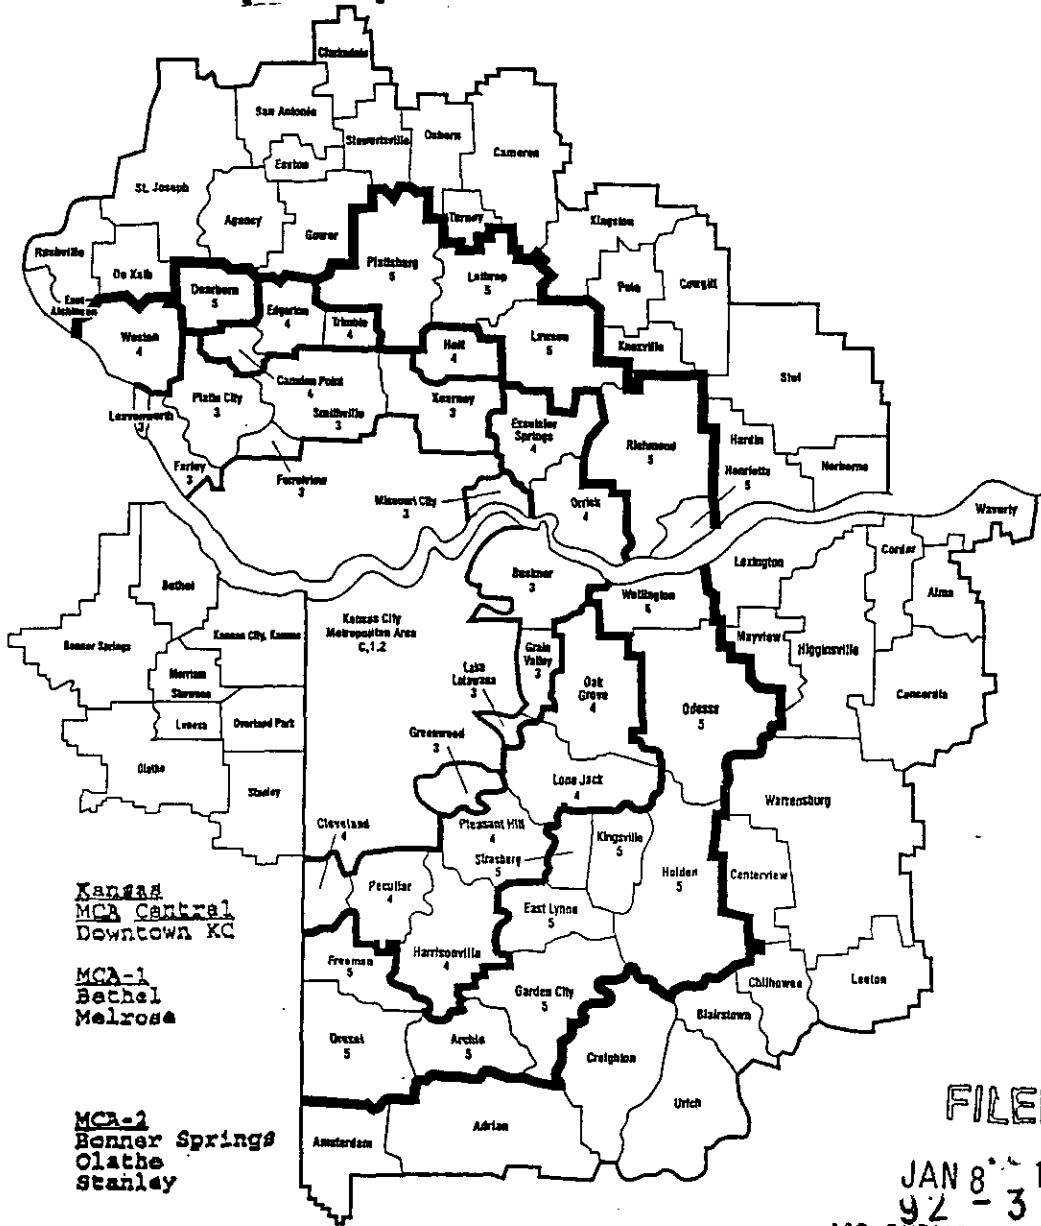 Clarksdale
San Antonio
Stewartsville
Osborn
Cameron
Easton
St. Joseph
Agency
Gower
Turney
Kingston
Rushville
De Kalb
Plattsburg
5
Lathrop
5
Polo
Cowgill
East
Atchison
Dearborn
5
Edgerton
4
Trimble
4
Weston
4
Holt
4
Lawson
5
Knoxville
Stet
Camden Point
4
Platte City
3
Smithville
3
Kearney
3
Leavenworth
3
Excelsior
Springs
4
Richmond
5
Hardin
Henrietta
5
Norborne
Farley
3
Ferrelview
3
Missouri City
3
Orrick
4
Waverly
Buckner
3
Lexington
Corder
Alma
Bethel
Wellington
5
Kansas City
Metropolitan Area
C,1,2
Bonner Springs
Kansas City, Kansas
Grain
Valley
3
Mayview
Higginsville
Merriam
Shawnee
Lake
Lotawana
3
Oak
Grove
4
Odessa
5
Concordia
Lenexa
Overland Park
Greenwood
3
Olathe
Stanley
Lone Jack
4
Warrensburg
Cleveland
4
Pleasant Hill
4
Kingsville
5
Strasburg
5
Holden
5
Centerview
Peculiar
4
Kansas
MCA Central
Downtown KC
East Lynne
5
Harrisonville
4
Freeman
5
MCA-1
Bethel
Melrose
Garden City
5
Chilhowee
Leeton
Blairstown
Drexel
5
Archie
5
Creighton
Urich
MCA-2
Bonner Springs
Olathe
Stanley
Adrian
Amsterdam
FILE
JAN 8
92 - 3